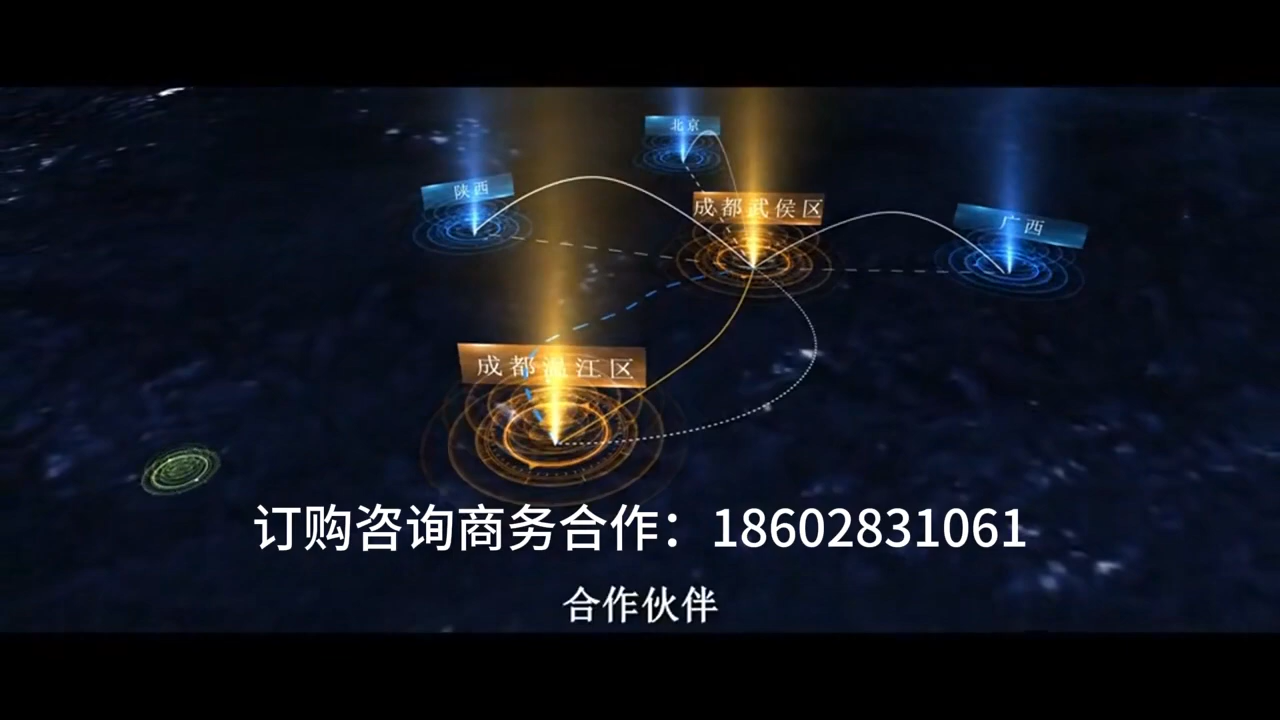 北京
陕西
成都武侯区
广西
成都温江区
订购咨询商务合作：18602831061
合作伙伴